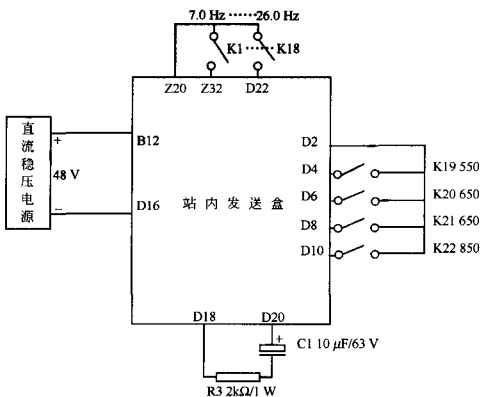 7.0 Hz ······ 26.0 Hz
K1 ······ K18
Z20 Z32 D22
直流稳压电源
+
48 V
−
B12
D16
站内发送盒
D2
D4
D6
D8
D10
K19 550
K20 650
K21 650
K22 850
D18 D20
+
C1 10 μF/63 V
R3 2kΩ/1 W